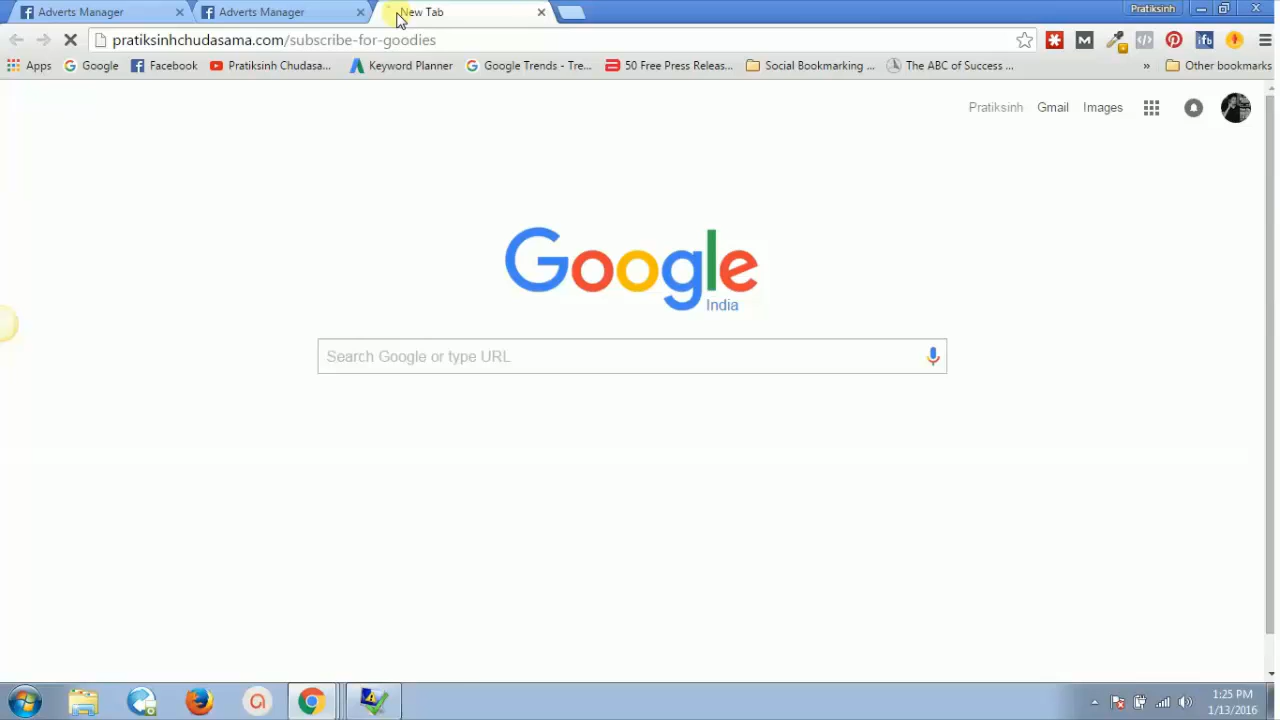 Adverts Manager
Adverts Manager
New Tab
Pratiksinh
pratiksinhchudasama.com/subscribe-for-goodies
Apps
Google
Facebook
Pratiksinh Chudasa...
Keyword Planner
Google Trends - Tre...
50 Free Press Releas...
Social Bookmarking ...
The ABC of Success ...
» Other bookmarks
Pratiksinh
Gmail
Images
Google
India
Search Google or type URL
1:25 PM
1/13/2016